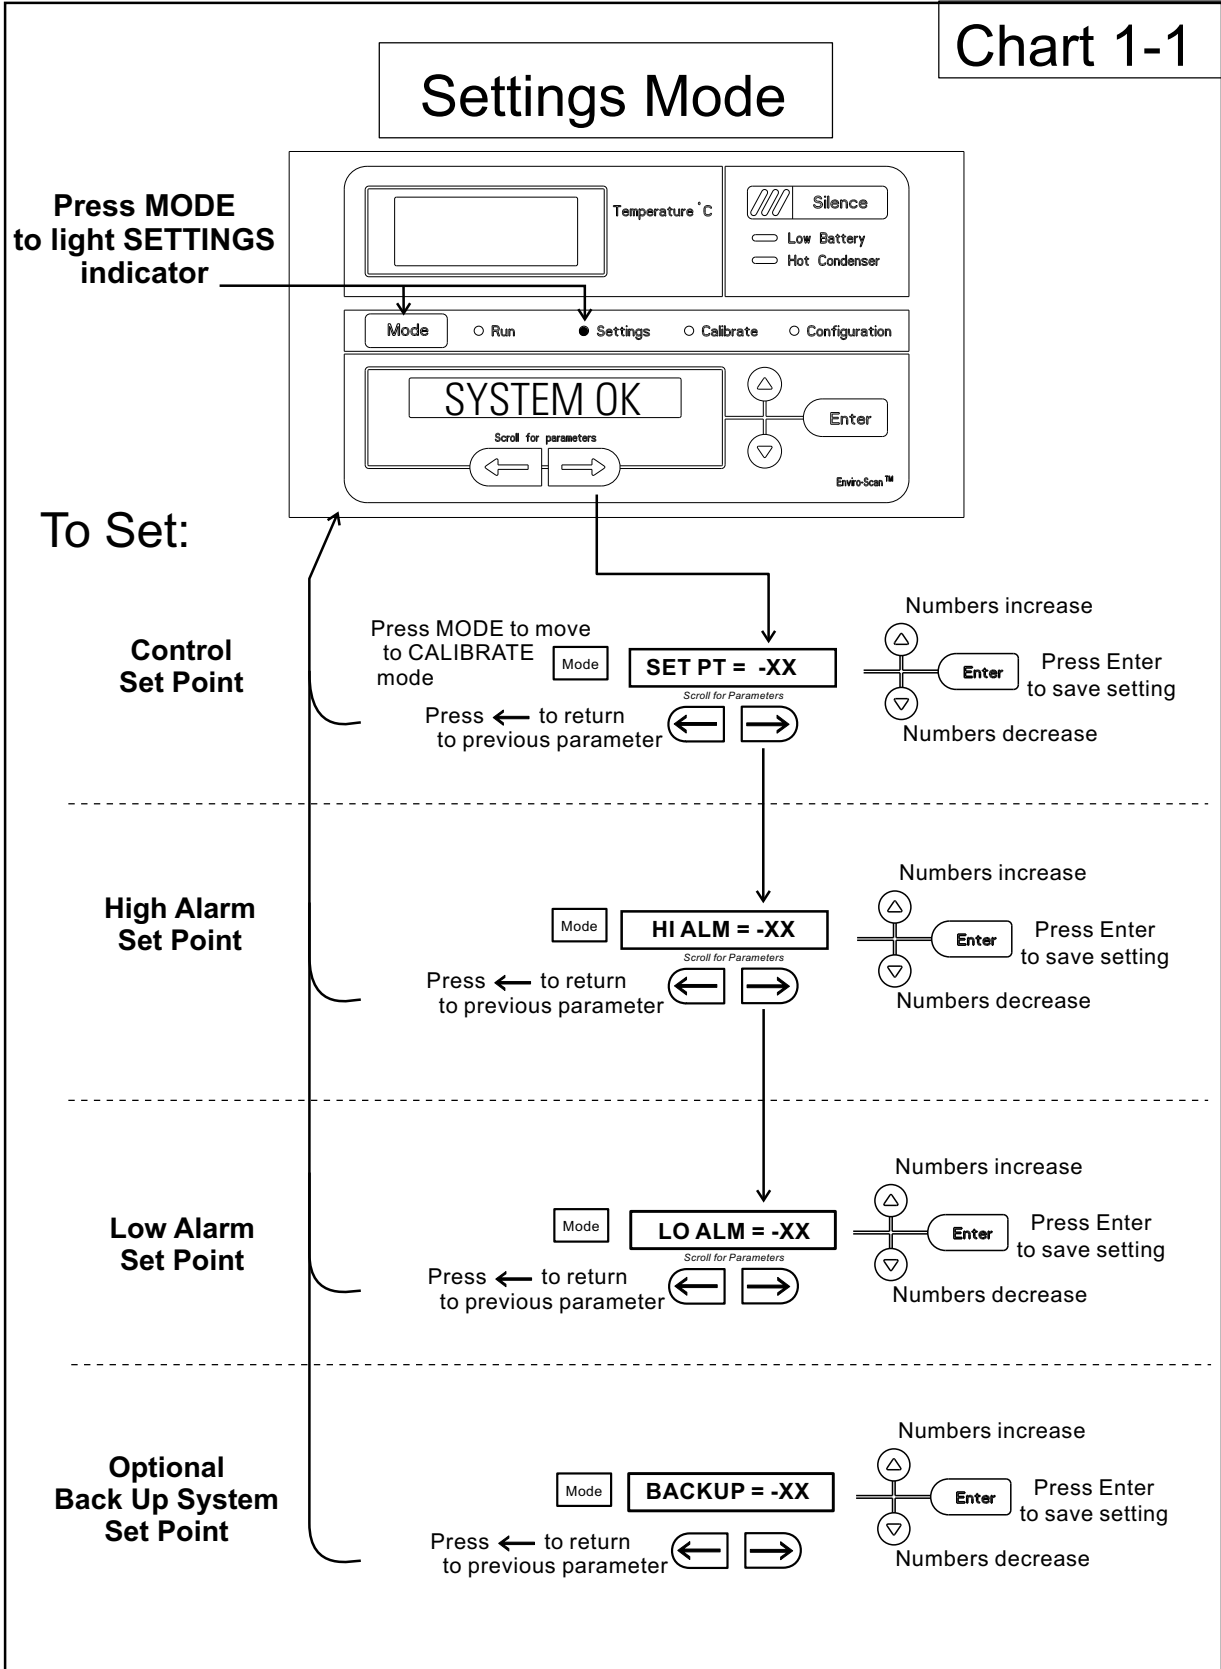 Chart 1-1
Settings Mode
Press MODE
to light SETTINGS
indicator
Temperature °C
Silence
Low Battery
Hot Condenser
Mode
Run
Settings
Calibrate
Configuration
SYSTEM OK
Scroll for parameters
Enter
Enviro-Scan™
To Set:
Control
Set Point
Press MODE to move
to CALIBRATE
mode
Mode
SET PT = -XX
Scroll for Parameters
Press ← to return
to previous parameter
Numbers increase
Enter
Press Enter
to save setting
Numbers decrease
High Alarm
Set Point
Mode
HI ALM = -XX
Scroll for Parameters
Press ← to return
to previous parameter
Numbers increase
Enter
Press Enter
to save setting
Numbers decrease
Low Alarm
Set Point
Mode
LO ALM = -XX
Scroll for Parameters
Press ← to return
to previous parameter
Numbers increase
Enter
Press Enter
to save setting
Numbers decrease
Optional
Back Up System
Set Point
Mode
BACKUP = -XX
Press ← to return
to previous parameter
Numbers increase
Enter
Press Enter
to save setting
Numbers decrease